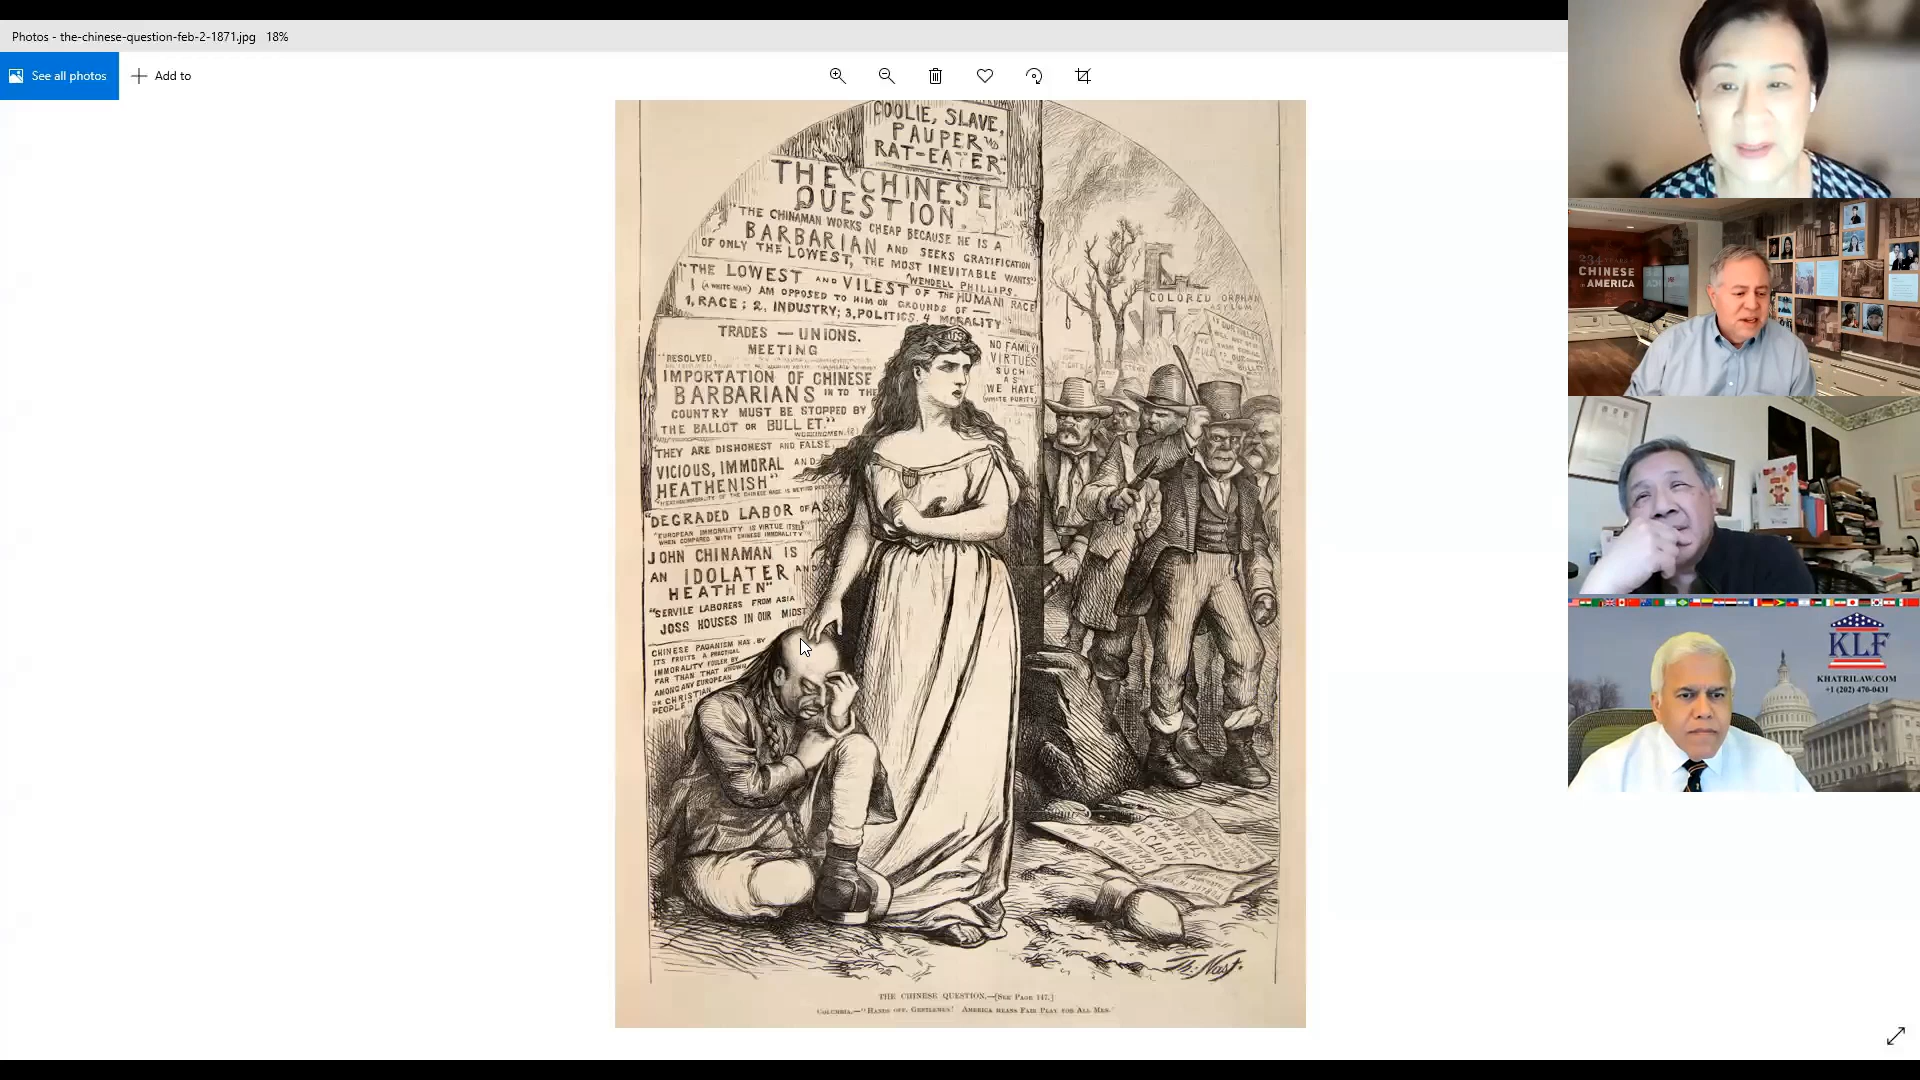 Photos - the-chinese-question-feb-2-1871.jpg 18%
See all photos
Add to
COOLIE, SLAVE,
PAUPER AND
RAT-EATER
THE CHINESE
QUESTION
"THE CHINAMAN WORKS CHEAP BECAUSE HE IS A
BARBARIAN AND SEEKS GRATIFICATION
OF ONLY THE LOWEST, THE MOST INEVITABLE WANTS."
WENDELL PHILLIPS.
"THE LOWEST AND VILEST OF THE HUMAN RACE"
I (A WHITE MAN) AM OPPOSED TO HIM ON GROUNDS OF —
1, RACE; 2, INDUSTRY; 3, POLITICS. 4 MORALITY
TRADES — UNIONS.
MEETING
"RESOLVED
IMPORTATION OF CHINESE
BARBARIANS INTO THE
COUNTRY MUST BE STOPPED BY
THE BALLOT OR BULLET."
WORKINGMEN.(?)
"THEY ARE DISHONEST AND FALSE,
VICIOUS, IMMORAL AND
HEATHENISH"
"DEGRADED LABOR OF ASIA
"EUROPEAN IMMORALITY IS VIRTUE ITSELF
WHEN COMPARED WITH CHINESE IMMORALITY"
JOHN CHINAMAN IS
AN IDOLATER AND
HEATHEN"
"SERVILE LABORERS FROM ASIA
JOSS HOUSES IN OUR MIDST
CHINESE PAGANISM HAS BY
ITS FRUITS A PRACTICAL
IMMORALITY FOULER BY
FAR THAN THAT KNOWN
AMONG ANY EUROPEAN
OR CHRISTIAN
PEOPLE"
NO FAMILY
VIRTUES
SUCH
AS
WE HAVE
(WHITE PURITY)
COLORED ORPHAN
ASYLUM
US
Th: Nast.
THE CHINESE QUESTION.—[See Page 147.]
Columbia.—"Hands off, Gentlemen! America means Fair Play for All Men."
234 YEARS
CHINESE
IN AMERICA
KLF
KHATRILAW.COM
+1 (202) 470-0431